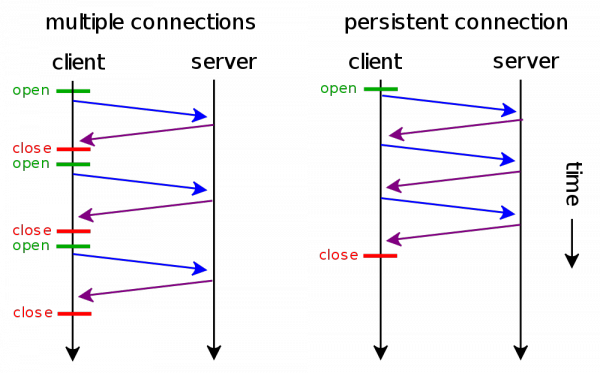 multiple connections
client server
open
close
open
close
open
close
persistent connection
client server
open
close
time